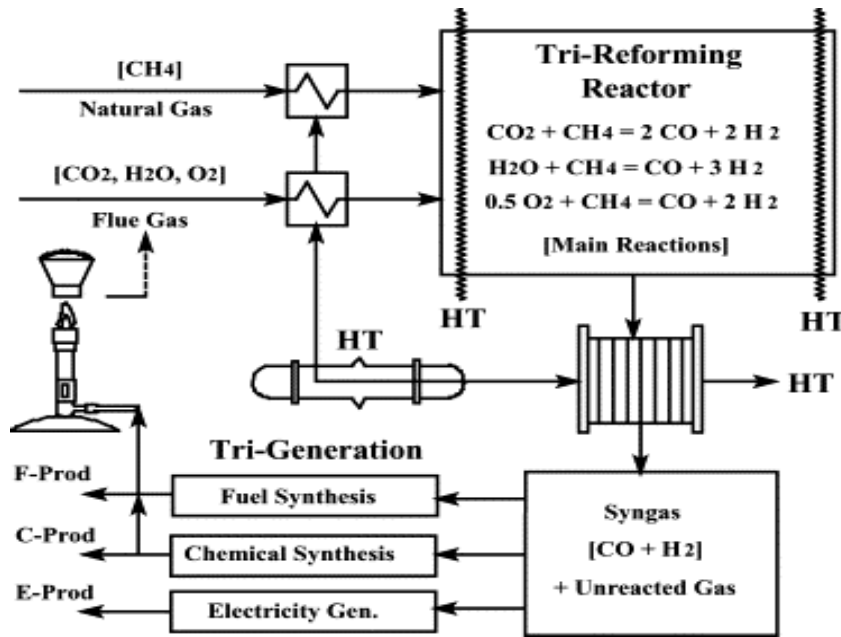 [CH4]
Natural Gas
[CO2, H2O, O2]
Flue Gas
Tri-Reforming
Reactor
CO2 + CH4 = 2 CO + 2 H2
H2O + CH4 = CO + 3 H2
0.5 O2 + CH4 = CO + 2 H2
[Main Reactions]
HT
HT
HT
HT
Tri-Generation
F-Prod
Fuel Synthesis
C-Prod
Chemical Synthesis
E-Prod
Electricity Gen.
Syngas
[CO + H2]
+ Unreacted Gas